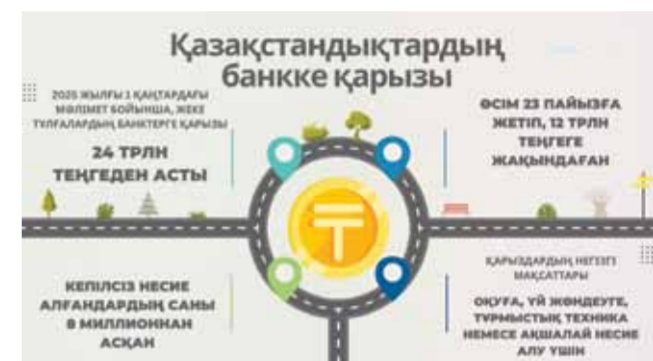 Қазақстандықтардың
банкке қарызы
2025 ЖЫЛҒЫ 1 ҚАҢТАРДАҒЫ
МӘЛІМЕТ БОЙЫНША, ЖЕКЕ
ТҰЛҒАЛАРДЫҢ БАНКТЕРГЕ ҚАРЫЗЫ
24 ТРЛН
ТЕҢГЕДЕН АСТЫ
ӨСІМ 23 ПАЙЫЗҒА
ЖЕТІП, 12 ТРЛН
ТЕҢГЕГЕ
ЖАҚЫНДАҒАН
КЕПІЛСІЗ НЕСИЕ
АЛҒАНДАРДЫҢ САНЫ
8 МИЛЛИОННАН
АСҚАН
ҚАРЫЗДАРДЫҢ НЕГІЗГІ
МАҚСАТТАРЫ
ОҚУҒА, ҮЙ ЖӨНДЕУГЕ,
ТҰРМЫСТЫҚ ТЕХНИКА
НЕМЕСЕ АҚШАЛАЙ НЕСИЕ
АЛУ ҮШІН